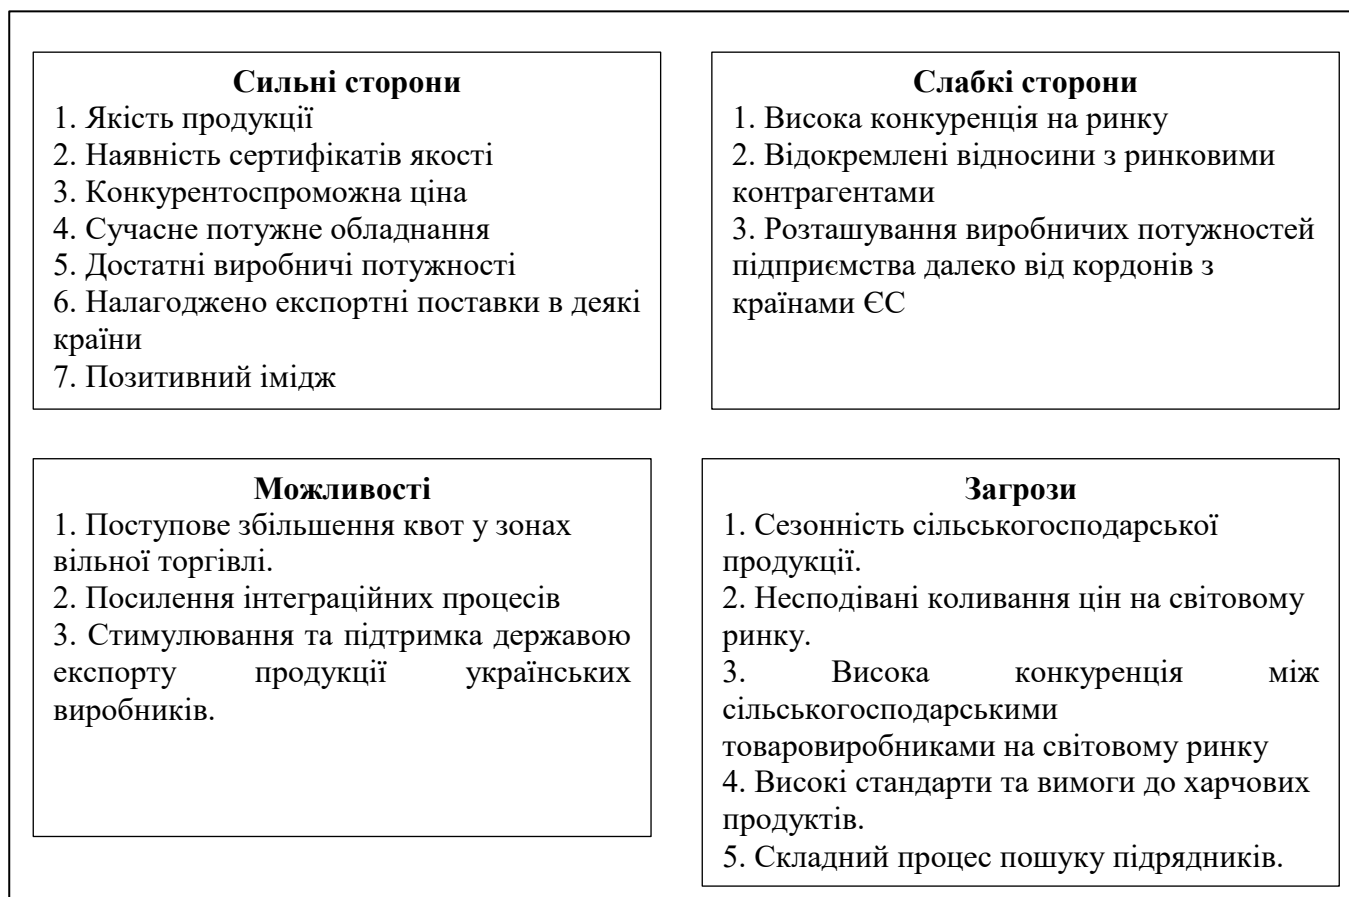 Сильні сторони
1. Якість продукції
2. Наявність сертифікатів якості
3. Конкурентоспроможна ціна
4. Сучасне потужне обладнання
5. Достатні виробничі потужності
6. Налагоджено експортні поставки в деякі
країни
7. Позитивний імідж
Слабкі сторони
1. Висока конкуренція на ринку
2. Відокремлені відносини з ринковими
контрагентами
3. Розташування виробничих потужностей
підприємства далеко від кордонів з
країнами ЄС
Можливості
1. Поступове збільшення квот у зонах
вільної торгівлі.
2. Посилення інтеграційних процесів
3. Стимулювання та підтримка державою
експорту продукції українських
виробників.
Загрози
1. Сезонність сільськогосподарської
продукції.
2. Несподівані коливання цін на світовому
ринку.
3. Висока конкуренція між
сільськогосподарськими
товаровиробниками на світовому ринку
4. Високі стандарти та вимоги до харчових
продуктів.
5. Складний процес пошуку підрядників.